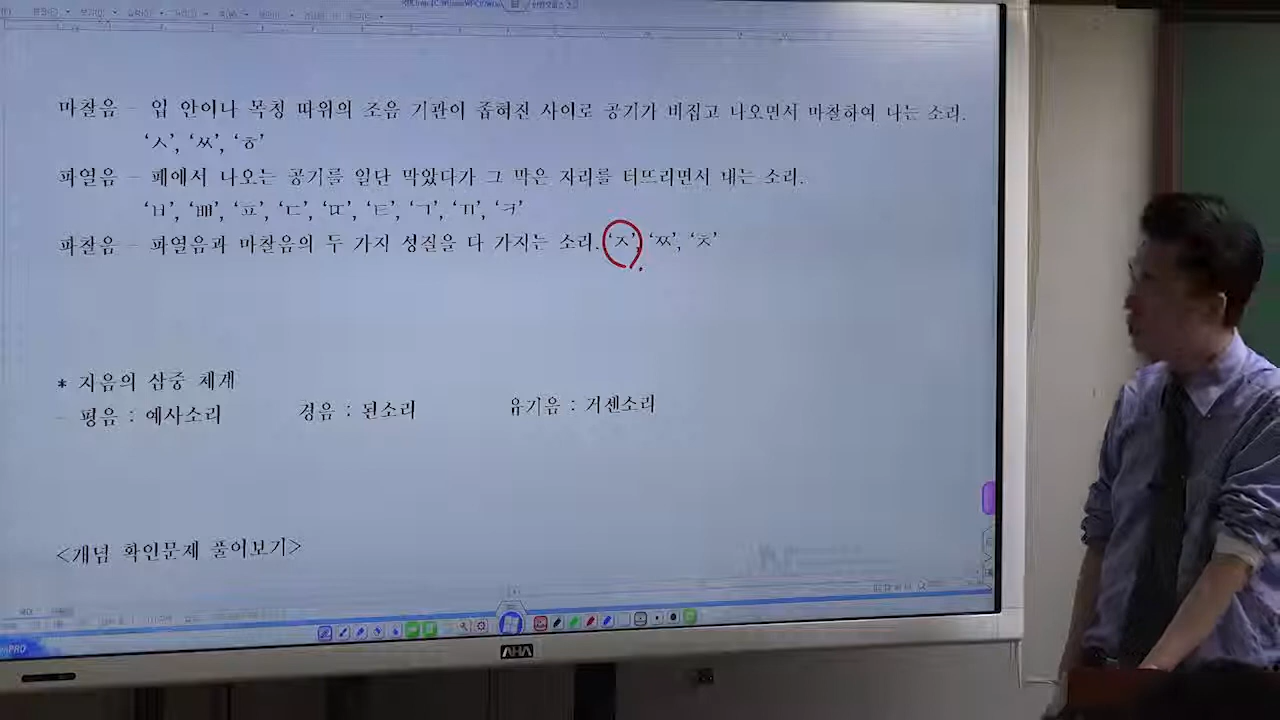 마찰음 - 입 안이나 목청 따위의 조음 기관이 좁혀진 사이로 공기가 비집고 나오면서 마찰하여 나는 소리.
‘ㅅ’, ‘ㅆ’, ‘ㅎ’
파열음 - 폐에서 나오는 공기를 일단 막았다가 그 막은 자리를 터뜨리면서 내는 소리.
‘ㅂ’, ‘ㅃ’, ‘ㅍ’, ‘ㄷ’, ‘ㄸ’, ‘ㅌ’, ‘ㄱ’, ‘ㄲ’, ‘ㅋ’
파찰음 - 파열음과 마찰음의 두 가지 성질을 다 가지는 소리. ‘ㅈ’, ‘ㅉ’, ‘ㅊ’
* 자음의 삼중 체계
- 평음 : 예사소리 경음 : 된소리 유기음 : 거센소리
<개념 확인문제 풀어보기>
PRO
AHA